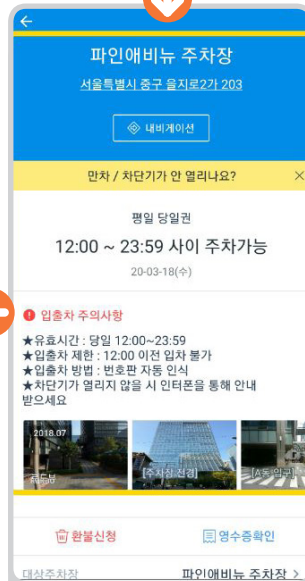 파인애비뉴 주차장
서울특별시 중구 을지로2가 203
내비게이션
만차 / 차단기가 안 열리나요?
평일 당일권
12:00 ~ 23:59 사이 주차가능
20-03-18(수)
입출차 주의사항
★유효시간 : 당일 12:00~23:59
★입출차 제한 : 12:00 이전 입차 불가
★입출차 방법 : 번호판 자동 인식
★차단기가 열리지 않을 시 인터폰을 통해 안내
받으세요
2018.07
로드뷰
[주차장 전경]
[A동 입구]
환불신청
영수증확인
대상주차장
파인애비뉴 주차장 >